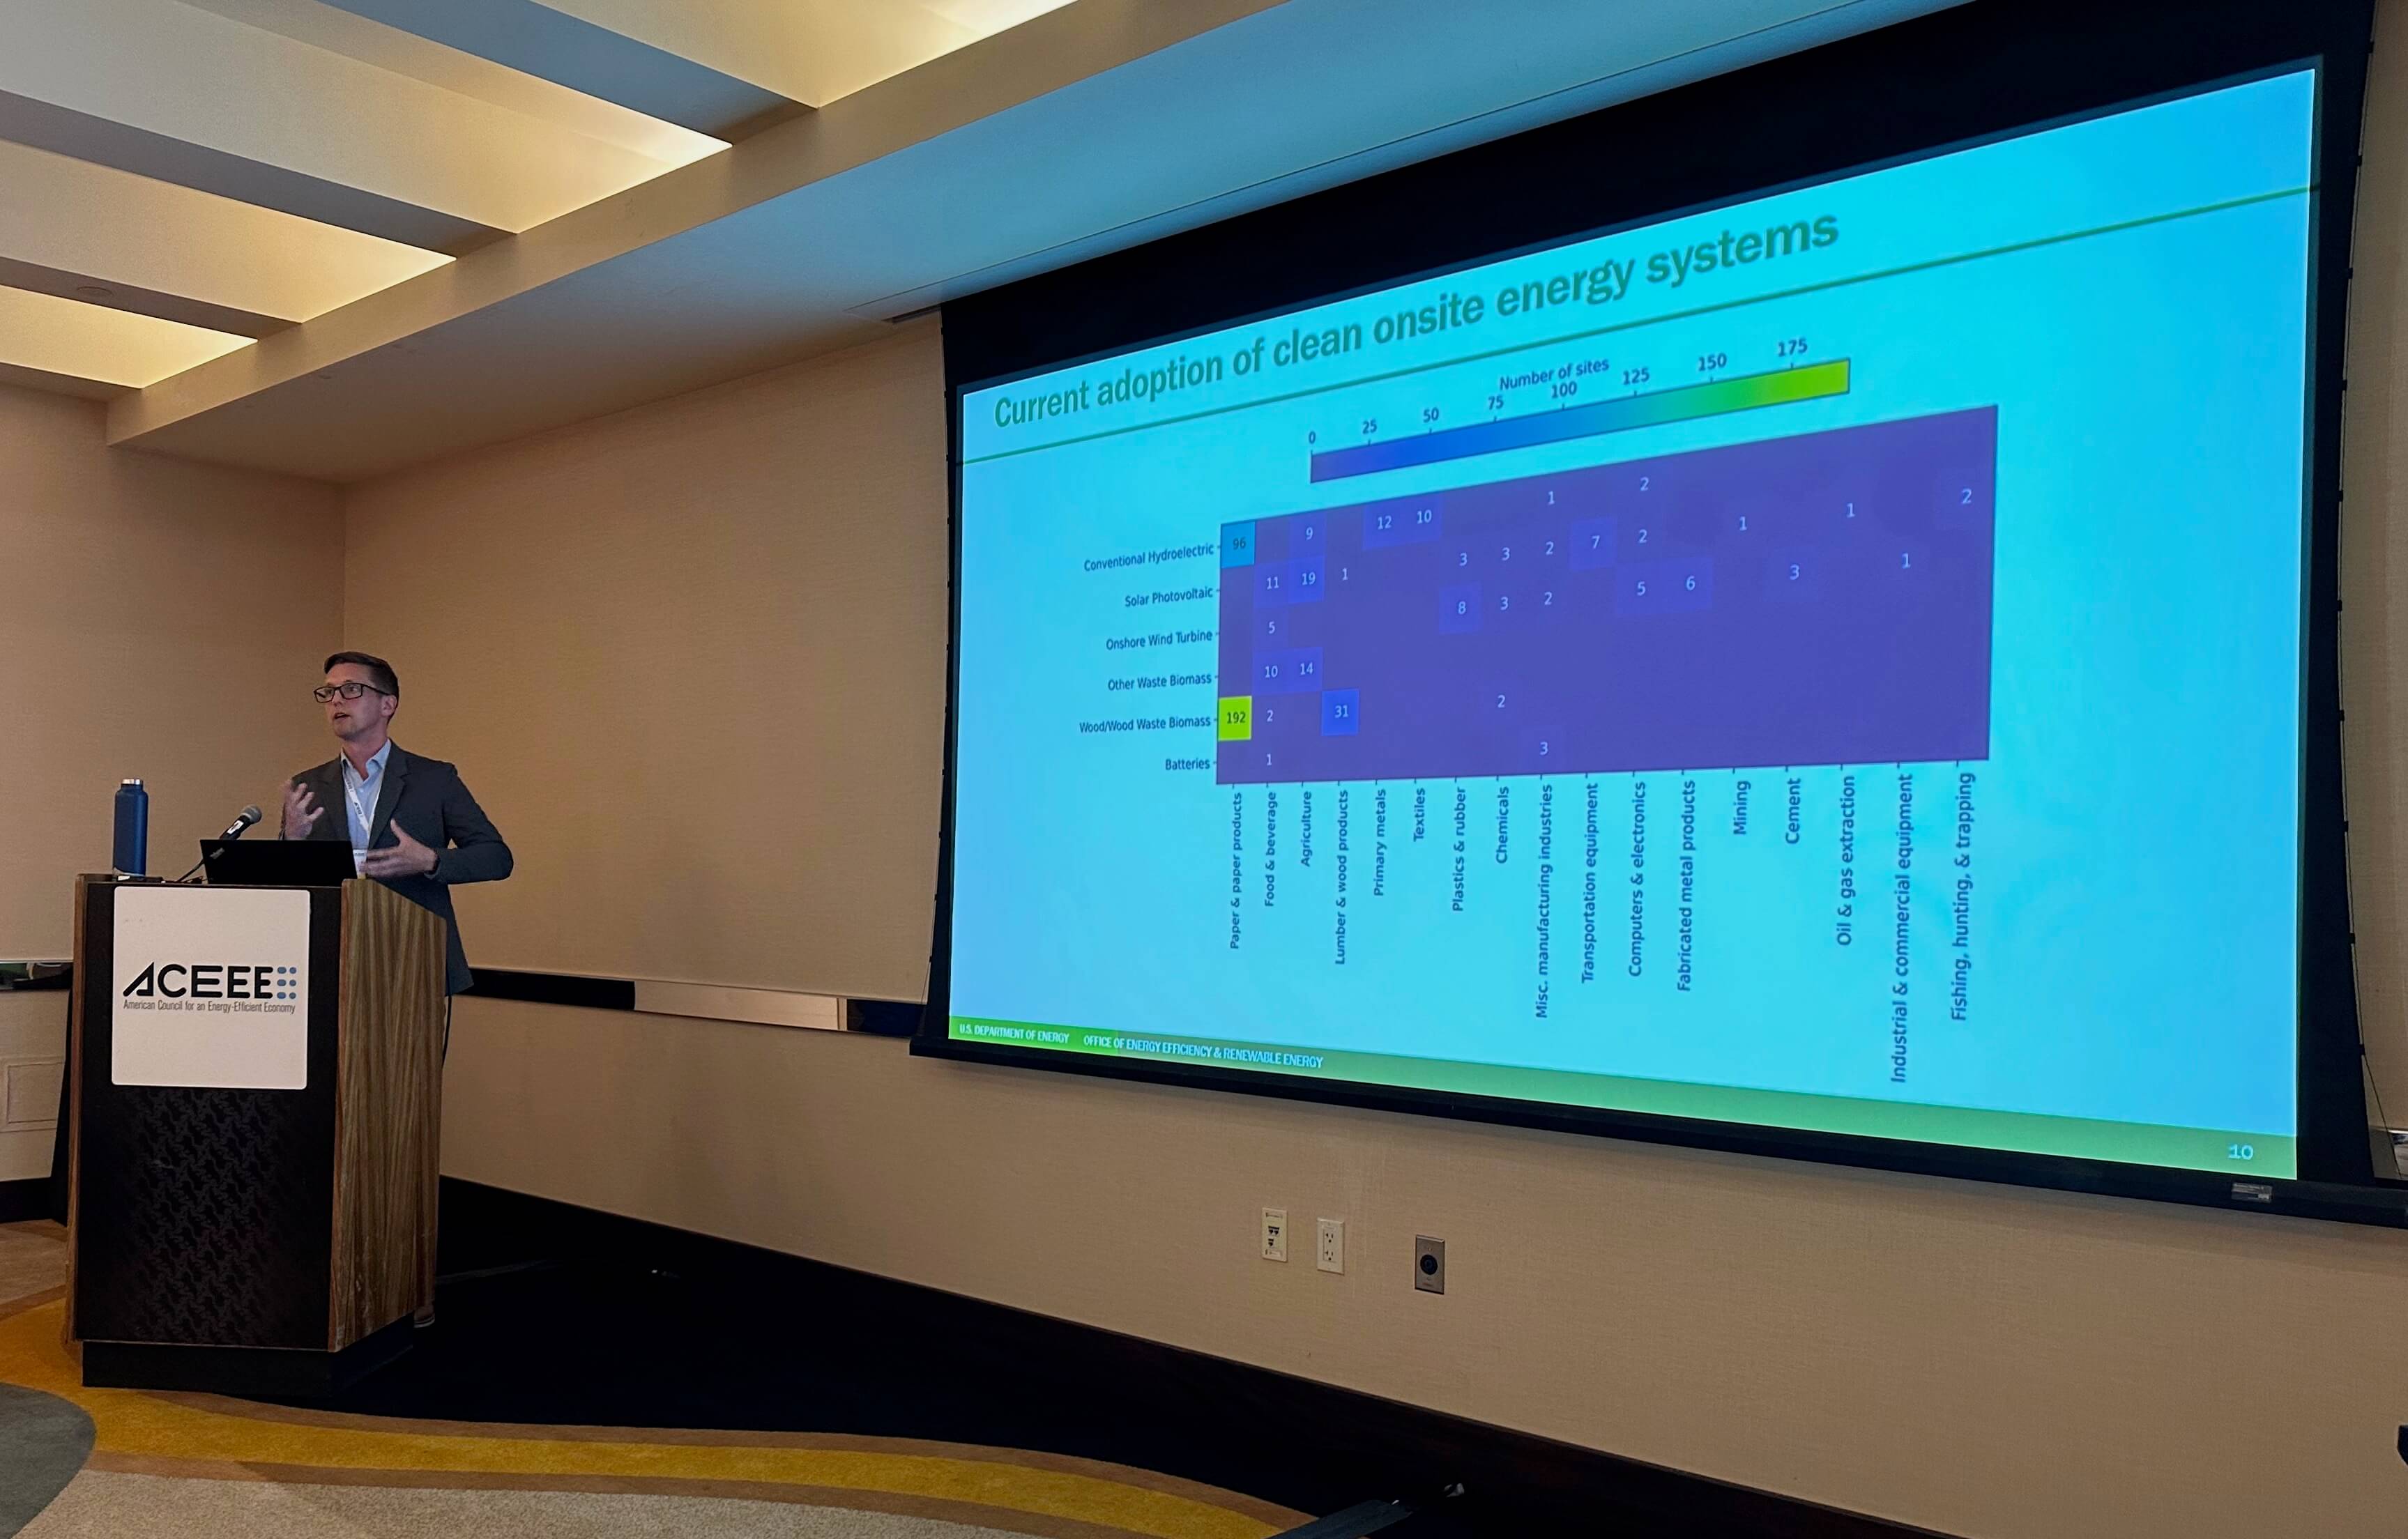 Current adoption of clean onsite energy systems
Number of sites
0 25 50 75 100 125 150 175
Conventional Hydroelectric 96 9 12 10 1 2
Solar Photovoltaic 11 19 1 3 3 2 7 2 1 1 2
Onshore Wind Turbine 5 8 3 2 5 6 3 1
Other Waste Biomass 10 14
Wood/Wood Waste Biomass 192 2 31 2
Batteries 1 3
Paper & paper products
Food & beverage
Agriculture
Lumber & wood products
Primary metals
Textiles
Plastics & rubber
Chemicals
Misc. manufacturing industries
Transportation equipment
Computers & electronics
Fabricated metal products
Mining
Cement
Oil & gas extraction
Industrial & commercial equipment
Fishing, hunting, & trapping
U.S. DEPARTMENT OF ENERGY OFFICE OF ENERGY EFFICIENCY & RENEWABLE ENERGY
10
ACEEE
American Council for an Energy-Efficient Economy